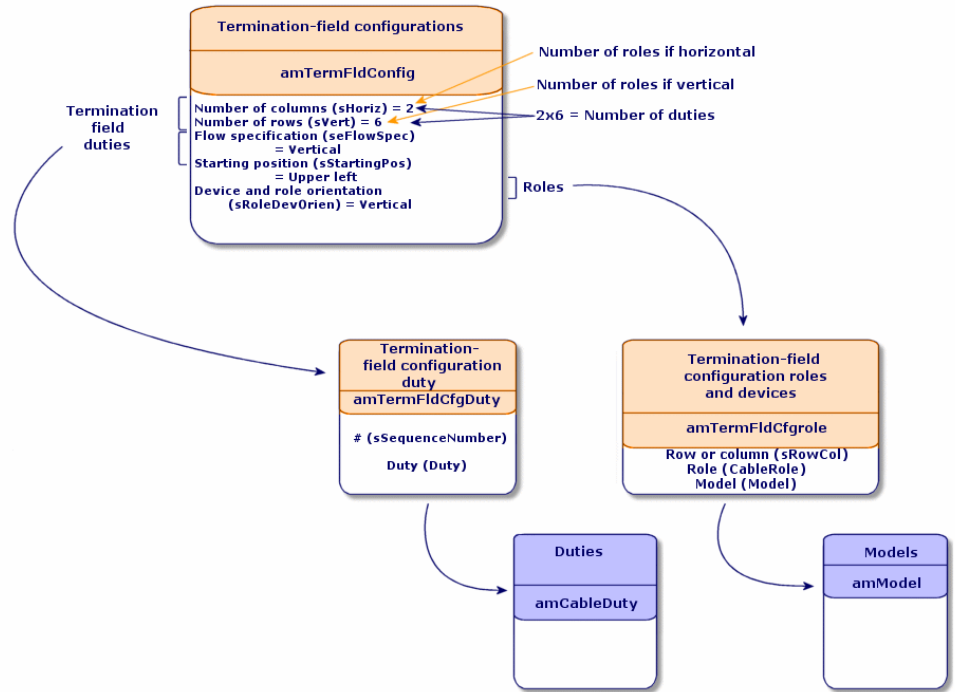 Termination-field configurations
amTermFldConfig
Number of columns (sHoriz) = 2
Number of rows (sVert) = 6
Flow specification (seFlowSpec)
= Vertical
Starting position (sStartingPos)
= Upper left
Device and role orientation
(sRoleDevOrien) = Vertical
Number of roles if horizontal
Number of roles if vertical
2x6 = Number of duties
Termination
field
duties
Roles
Termination-
field configuration
duty
amTermFldCfgDuty
# (sSequenceNumber)
Duty (Duty)
Termination-field
configuration roles
and devices
amTermFldCfgrole
Row or column (sRowCol)
Role (CableRole)
Model (Model)
Duties
amCableDuty
Models
amModel